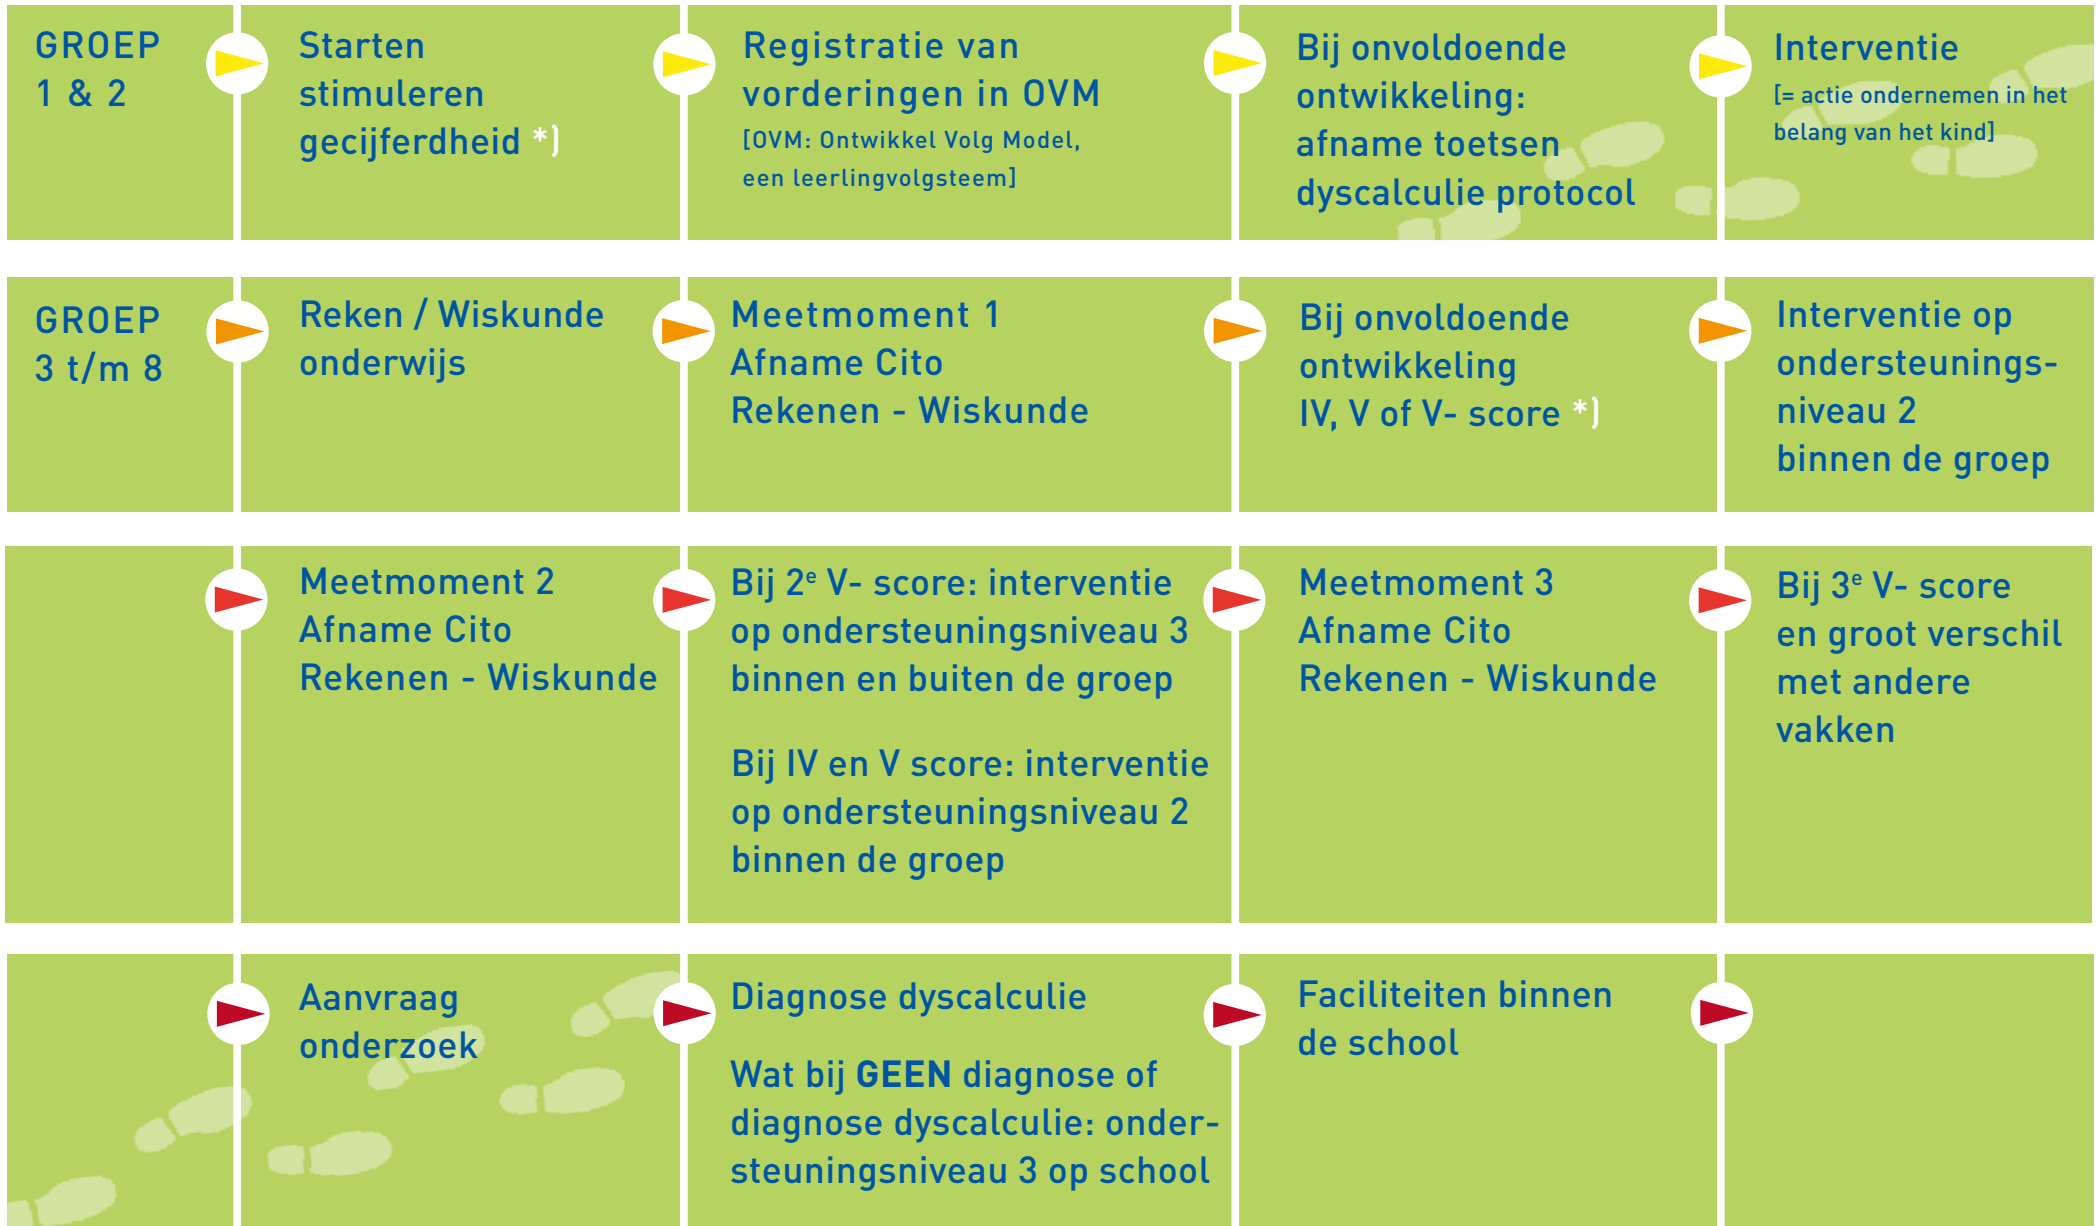 GROEP
1 & 2
Starten
stimuleren
gecijferdheid *)
Registratie van
vorderingen in OVM
[OVM: Ontwikkel Volg Model,
een leerlingvolgsteem]
Bij onvoldoende
ontwikkeling:
afname toetsen
dyscalculie protocol
Interventie
[= actie ondernemen in het
belang van het kind]
GROEP
3 t/m 8
Reken / Wiskunde
onderwijs
Meetmoment 1
Afname Cito
Rekenen - Wiskunde
Bij onvoldoende
ontwikkeling
IV, V of V- score *)
Interventie op
ondersteunings-
niveau 2
binnen de groep
Meetmoment 2
Afname Cito
Rekenen - Wiskunde
Bij 2e V- score: interventie
op ondersteuningsniveau 3
binnen en buiten de groep
Bij IV en V score: interventie
op ondersteuningsniveau 2
binnen de groep
Meetmoment 3
Afname Cito
Rekenen - Wiskunde
Bij 3e V- score
en groot verschil
met andere
vakken
Aanvraag
onderzoek
Diagnose dyscalculie
Wat bij GEEN diagnose of
diagnose dyscalculie: onder-
steuningsniveau 3 op school
Faciliteiten binnen
de school